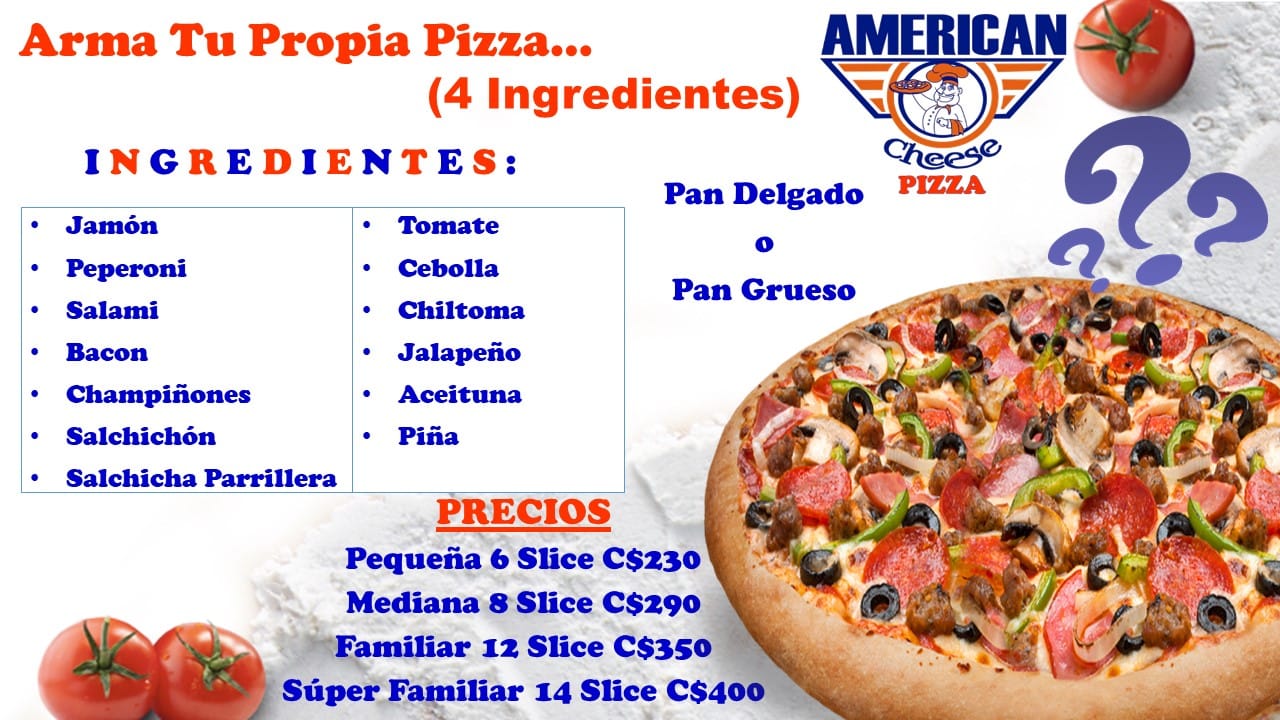 Arma Tu Propia Pizza...
(4 Ingredientes)
AMERICAN
Cheese
PIZZA
INGREDIENTES:
• Jamón
• Peperoni
• Salami
• Bacon
• Champiñones
• Salchichón
• Salchicha Parrillera
• Tomate
• Cebolla
• Chiltoma
• Jalapeño
• Aceituna
• Piña
Pan Delgado
o
Pan Grueso
???
PRECIOS
Pequeña 6 Slice C$230
Mediana 8 Slice C$290
Familiar 12 Slice C$350
Súper Familiar 14 Slice C$400